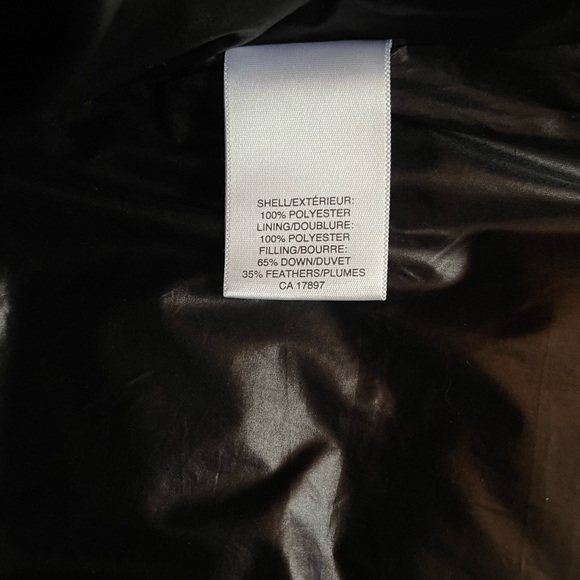 SHELL/EXTÉRIEUR:
100% POLYESTER
LINING/DOUBLURE:
100% POLYESTER
FILLING/BOURRE:
65% DOWN/DUVET
35% FEATHERS/PLUMES
CA 17897